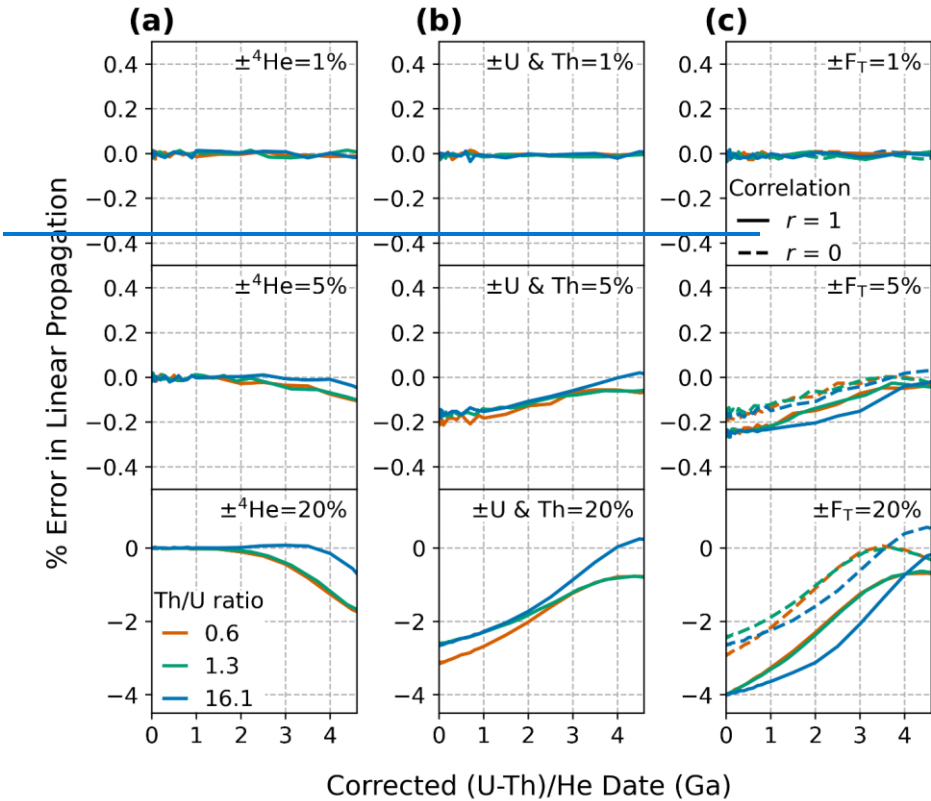 (a) (b) (c)
% Error in Linear Propagation
±⁴He=1% ±U & Th=1% ±F_T=1%
0.4 0.4 0.4
0.2 0.2 0.2
0.0 0.0 0.0
−0.2 −0.2 −0.2
−0.4 −0.4 −0.4
Correlation
r = 1
r = 0
±⁴He=5% ±U & Th=5% ±F_T=5%
0.4 0.4 0.4
0.2 0.2 0.2
0.0 0.0 0.0
−0.2 −0.2 −0.2
−0.4 −0.4 −0.4
±⁴He=20% ±U & Th=20% ±F_T=20%
0 0 0
−2 −2 −2
−4 −4 −4
Th/U ratio
0.6
1.3
16.1
0 1 2 3 4 0 1 2 3 4 0 1 2 3 4
Corrected (U-Th)/He Date (Ga)